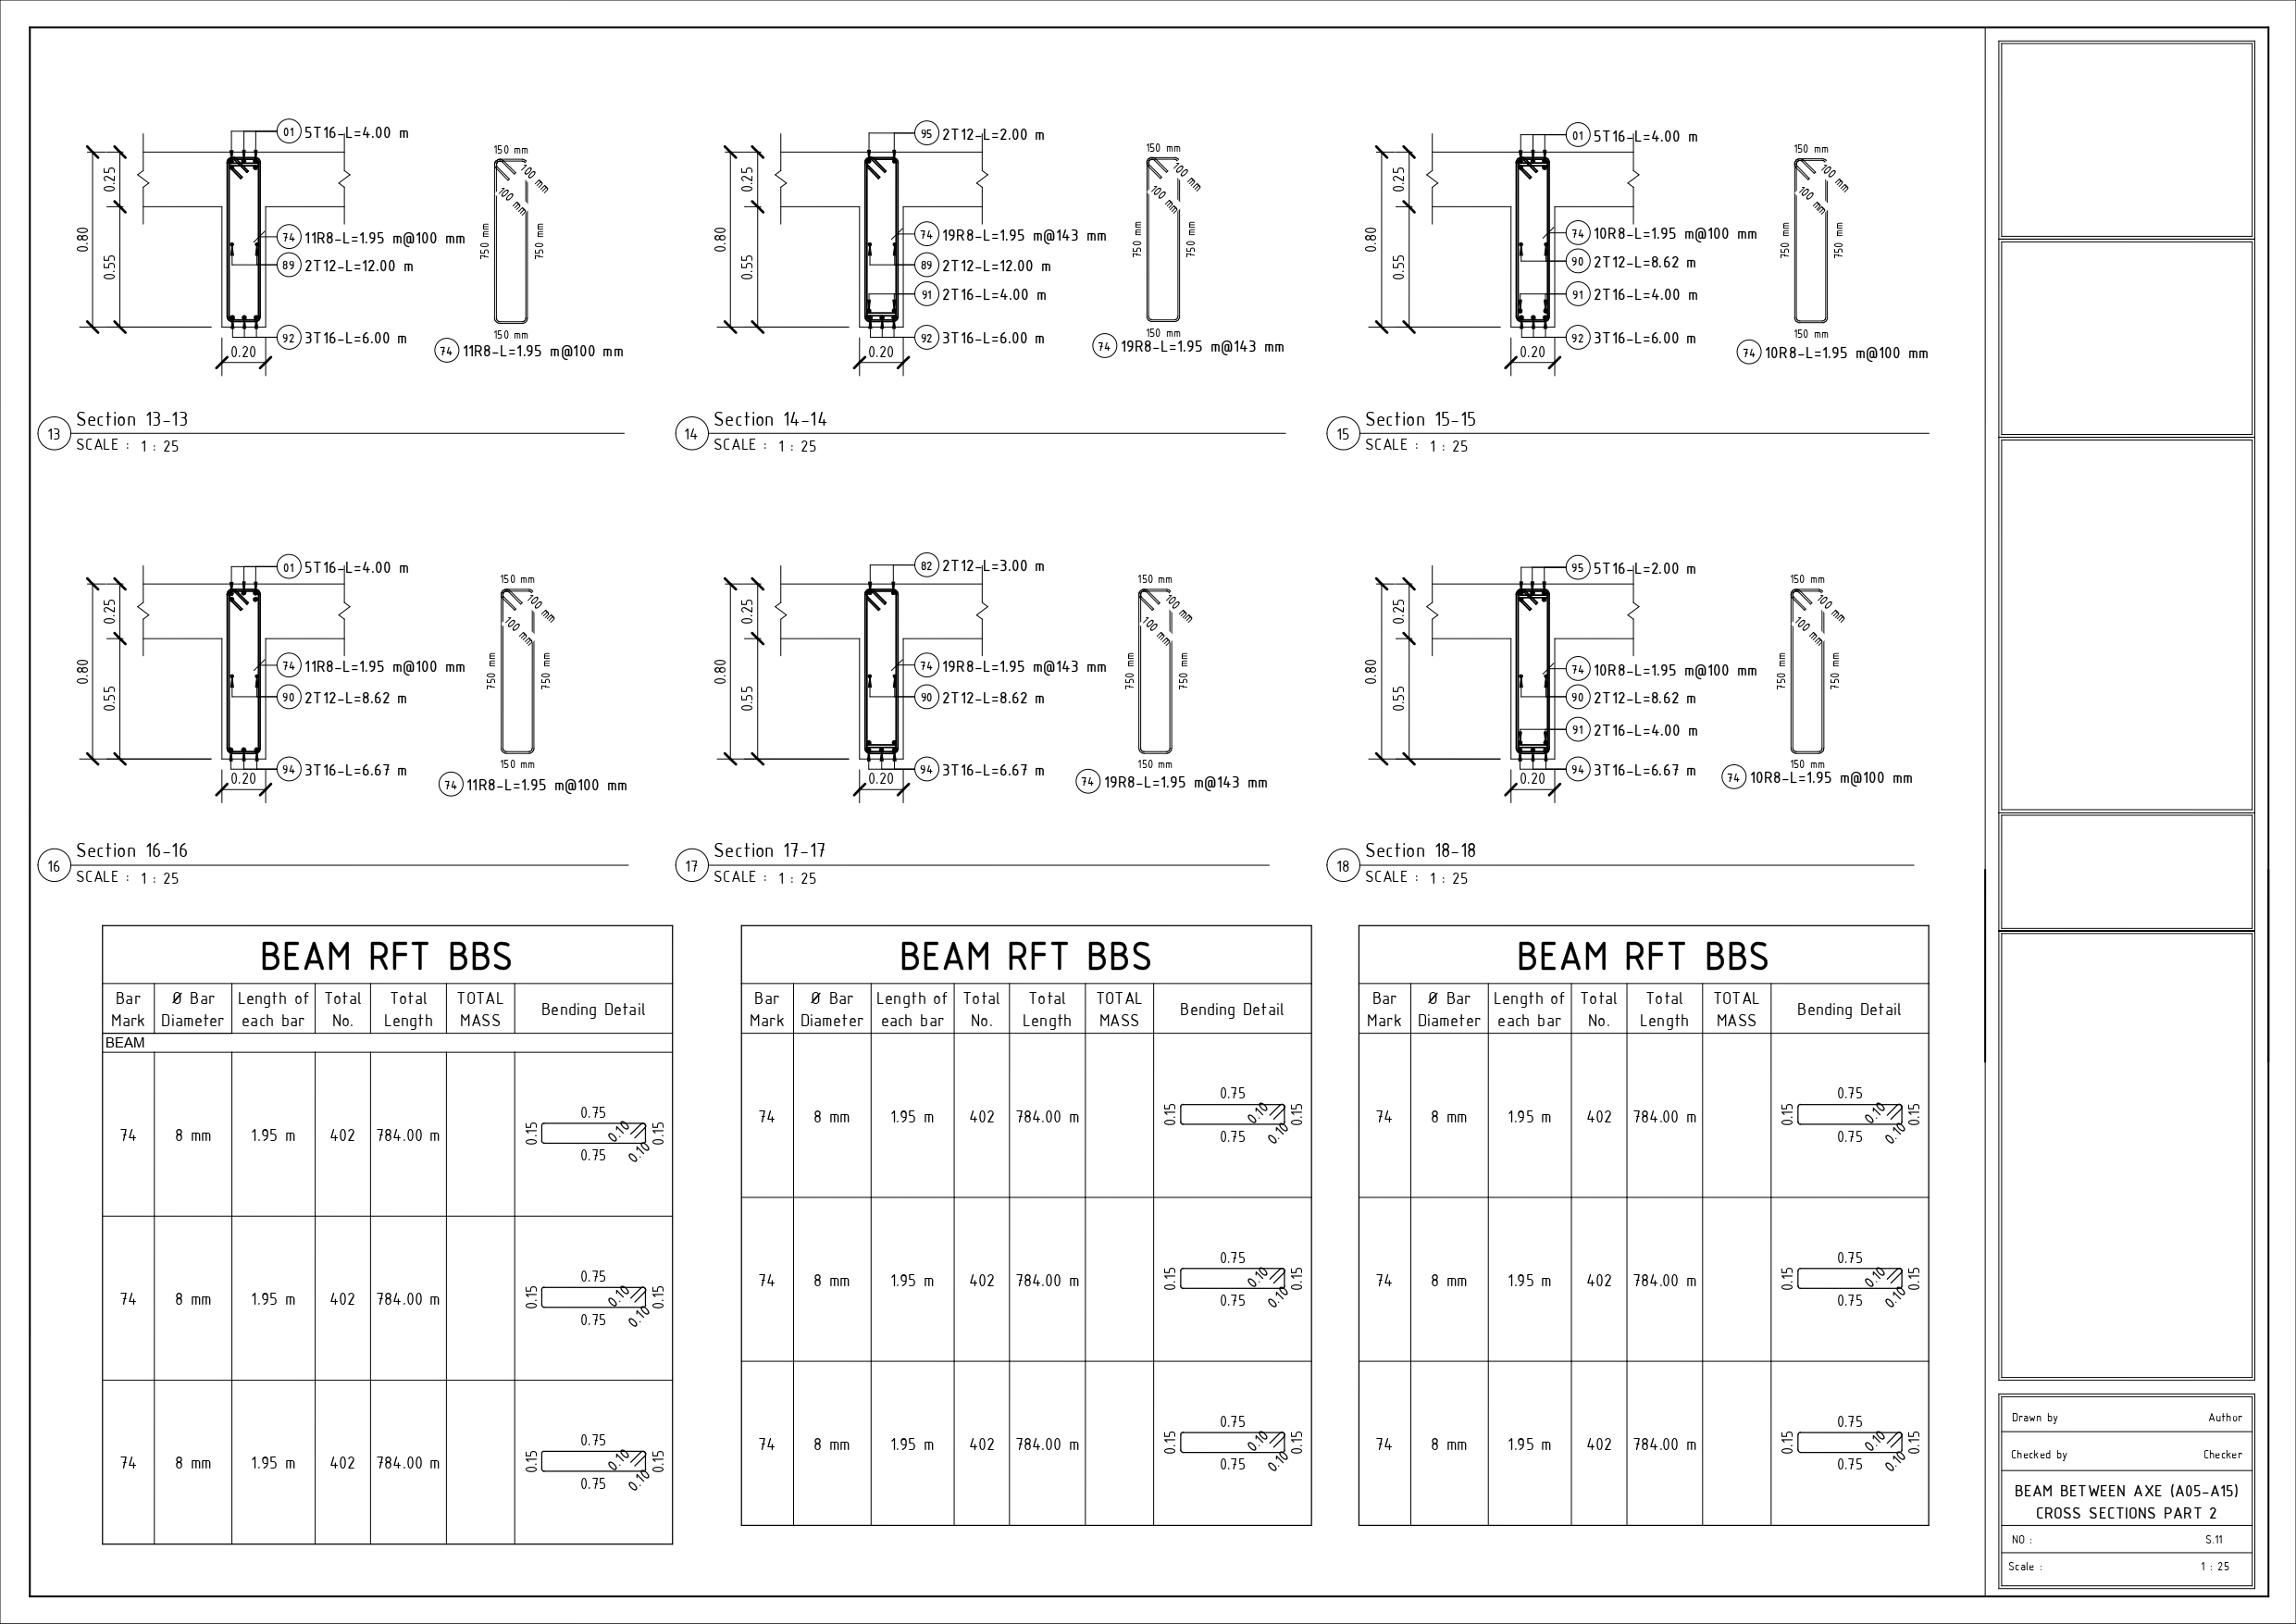 01 5T16-L=4.00 m
0.25
0.80
0.55
74 11R8-L=1.95 m@100 mm
89 2T12-L=12.00 m
92 3T16-L=6.00 m
0.20
150 mm
100 mm
100 mm
750 mm
750 mm
150 mm
74 11R8-L=1.95 m@100 mm
13 Section 13-13
SCALE : 1 : 25
95 2T12-L=2.00 m
0.25
0.80
0.55
74 19R8-L=1.95 m@143 mm
89 2T12-L=12.00 m
91 2T16-L=4.00 m
92 3T16-L=6.00 m
0.20
150 mm
100 mm
100 mm
750 mm
750 mm
150 mm
74 19R8-L=1.95 m@143 mm
14 Section 14-14
SCALE : 1 : 25
01 5T16-L=4.00 m
0.25
0.80
0.55
74 10R8-L=1.95 m@100 mm
90 2T12-L=8.62 m
91 2T16-L=4.00 m
92 3T16-L=6.00 m
0.20
150 mm
100 mm
100 mm
750 mm
750 mm
150 mm
74 10R8-L=1.95 m@100 mm
15 Section 15-15
SCALE : 1 : 25
01 5T16-L=4.00 m
0.25
0.80
0.55
74 11R8-L=1.95 m@100 mm
90 2T12-L=8.62 m
94 3T16-L=6.67 m
0.20
150 mm
100 mm
100 mm
750 mm
750 mm
150 mm
74 11R8-L=1.95 m@100 mm
16 Section 16-16
SCALE : 1 : 25
82 2T12-L=3.00 m
0.25
0.80
0.55
74 19R8-L=1.95 m@143 mm
90 2T12-L=8.62 m
94 3T16-L=6.67 m
0.20
150 mm
100 mm
100 mm
750 mm
750 mm
150 mm
74 19R8-L=1.95 m@143 mm
17 Section 17-17
SCALE : 1 : 25
95 5T16-L=2.00 m
0.25
0.80
0.55
74 10R8-L=1.95 m@100 mm
90 2T12-L=8.62 m
91 2T16-L=4.00 m
94 3T16-L=6.67 m
0.20
150 mm
100 mm
100 mm
750 mm
750 mm
150 mm
74 10R8-L=1.95 m@100 mm
18 Section 18-18
SCALE : 1 : 25
BEAM RFT BBS
Bar Mark Ø Bar Diameter Length of each bar Total No. Total Length TOTAL MASS Bending Detail
BEAM
74 8 mm 1.95 m 402 784.00 m 0.15 0.75 0.10 0.15 0.75 0.10
74 8 mm 1.95 m 402 784.00 m 0.15 0.75 0.10 0.15 0.75 0.10
74 8 mm 1.95 m 402 784.00 m 0.15 0.75 0.10 0.15 0.75 0.10
BEAM RFT BBS
Bar Mark Ø Bar Diameter Length of each bar Total No. Total Length TOTAL MASS Bending Detail
74 8 mm 1.95 m 402 784.00 m 0.15 0.75 0.10 0.15 0.75 0.10
74 8 mm 1.95 m 402 784.00 m 0.15 0.75 0.10 0.15 0.75 0.10
74 8 mm 1.95 m 402 784.00 m 0.15 0.75 0.10 0.15 0.75 0.10
BEAM RFT BBS
Bar Mark Ø Bar Diameter Length of each bar Total No. Total Length TOTAL MASS Bending Detail
74 8 mm 1.95 m 402 784.00 m 0.15 0.75 0.10 0.15 0.75 0.10
74 8 mm 1.95 m 402 784.00 m 0.15 0.75 0.10 0.15 0.75 0.10
74 8 mm 1.95 m 402 784.00 m 0.15 0.75 0.10 0.15 0.75 0.10
Drawn by Author
Checked by Checker
BEAM BETWEEN AXE (A05-A15)
CROSS SECTIONS PART 2
NO : S.11
Scale : 1 : 25